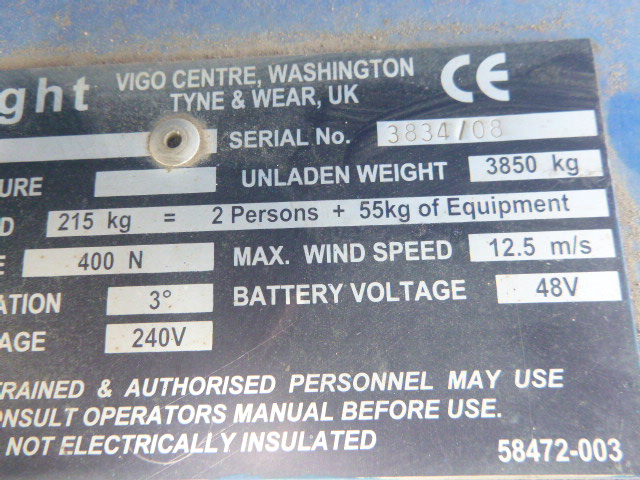 ght VIGO CENTRE, WASHINGTON
TYNE & WEAR, UK
CE
SERIAL No. 3834/08
URE UNLADEN WEIGHT 3850 kg
D 215 kg = 2 Persons + 55kg of Equipment
E 400 N MAX. WIND SPEED 12.5 m/s
ATION 3° BATTERY VOLTAGE 48V
AGE 240V
TRAINED & AUTHORISED PERSONNEL MAY USE
ONSULT OPERATORS MANUAL BEFORE USE.
NOT ELECTRICALLY INSULATED 58472-003